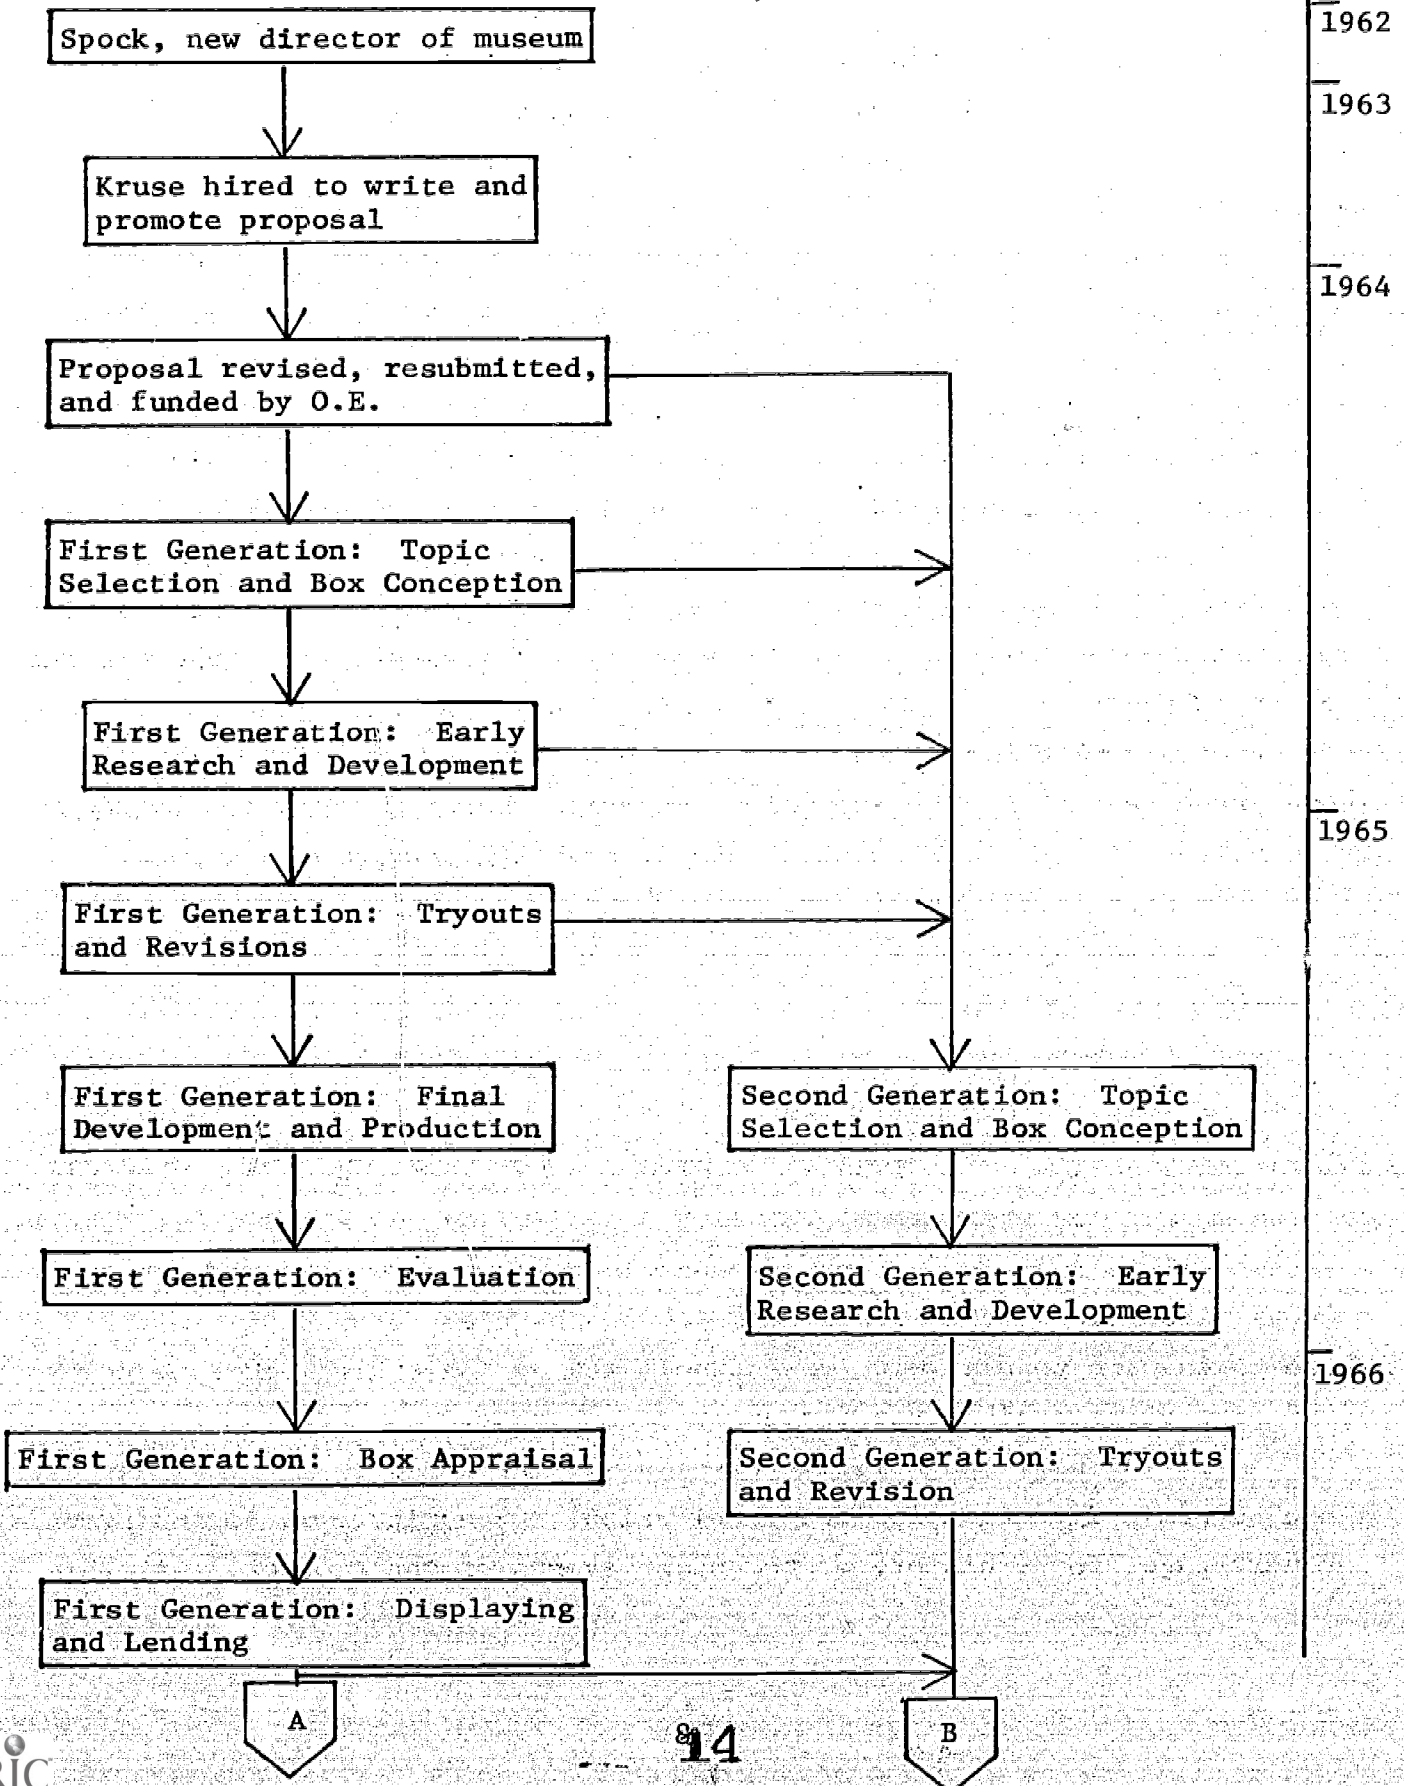 Spock, new director of museum
1962
1963
Kruse hired to write and
promote proposal
1964
Proposal revised, resubmitted,
and funded by O.E.
First Generation: Topic
Selection and Box Conception
First Generation: Early
Research and Development
1965
First Generation: Tryouts
and Revisions
First Generation: Final
Development and Production
Second Generation: Topic
Selection and Box Conception
First Generation: Evaluation
Second Generation: Early
Research and Development
1966
First Generation: Box Appraisal
Second Generation: Tryouts
and Revision
First Generation: Displaying
and Lending
A
B
14